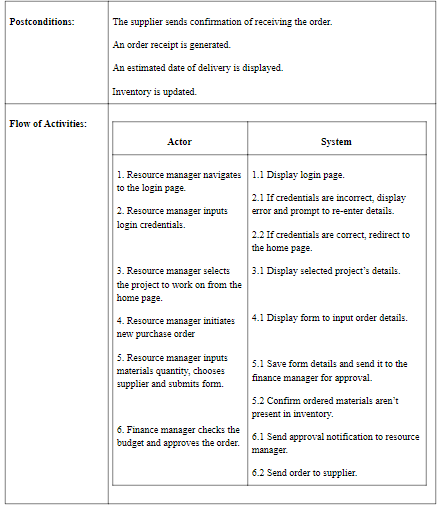 Postconditions:
The supplier sends confirmation of receiving the order.
An order receipt is generated.
An estimated date of delivery is displayed.
Inventory is updated.
Flow of Activities:
Actor
System
1. Resource manager navigates
to the login page.
2. Resource manager inputs
login credentials.
3. Resource manager selects
the project to work on from the
home page.
4. Resource manager initiates
new purchase order
5. Resource manager inputs
materials quantity, chooses
supplier and submits form.
6. Finance manager checks the
budget and approves the order.
1.1 Display login page.
2.1 If credentials are incorrect, display
error and prompt to re-enter details.
2.2 If credentials are correct, redirect to
the home page.
3.1 Display selected project's details.
4.1 Display form to input order details.
5.1 Save form details and send it to the
finance manager for approval.
5.2 Confirm ordered materials aren't
present in inventory.
6.1 Send approval notification to resource
manager.
6.2 Send order to supplier.